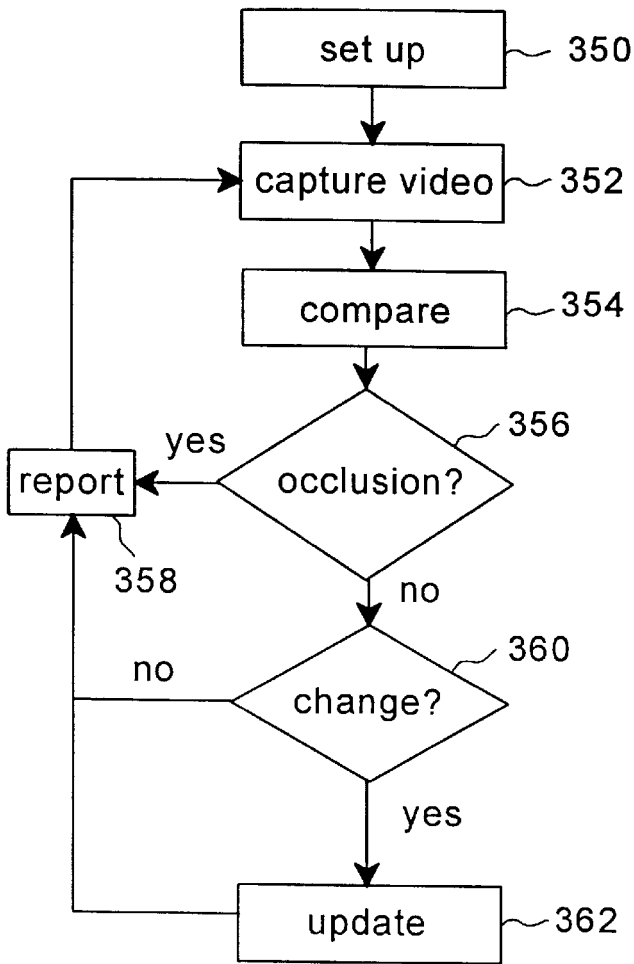 set up
350
capture video
352
compare
354
356
yes
occlusion?
report
358
no
360
no
change?
yes
update
362